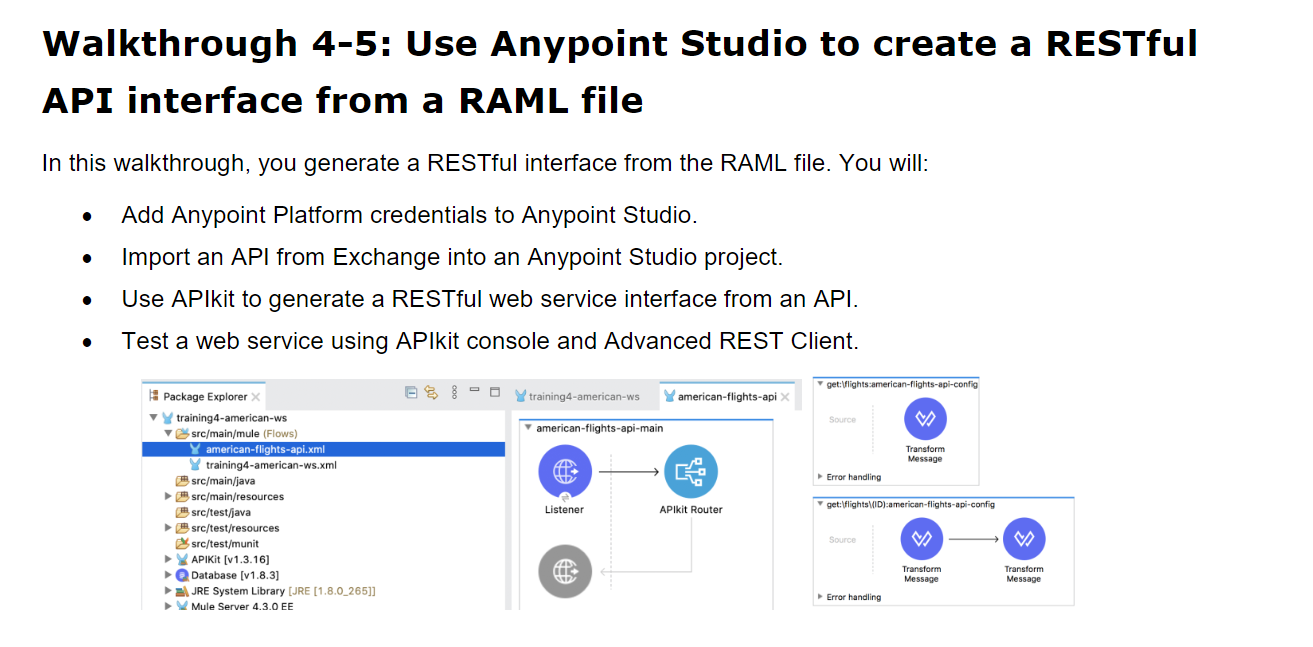 Walkthrough 4-5: Use Anypoint Studio to create a RESTful
API interface from a RAML file
In this walkthrough, you generate a RESTful interface from the RAML file. You will:
• Add Anypoint Platform credentials to Anypoint Studio.
• Import an API from Exchange into an Anypoint Studio project.
• Use APIkit to generate a RESTful web service interface from an API.
• Test a web service using APIkit console and Advanced REST Client.
Package Explorer
training4-american-ws
src/main/mule (Flows)
american-flights-api.xml
training4-american-ws.xml
src/main/java
src/main/resources
src/test/java
src/test/resources
src/test/munit
APIKit [v1.3.16]
Database [v1.8.3]
JRE System Library [JRE [1.8.0_265]]
Mule Server 4.3.0 EE
training4-american-ws
american-flights-api
american-flights-api-main
Listener
APIkit Router
get:\flights:american-flights-api-config
Source
Transform
Message
Error handling
get:\flights\(ID):american-flights-api-config
Source
Transform
Message
Transform
Message
Error handling